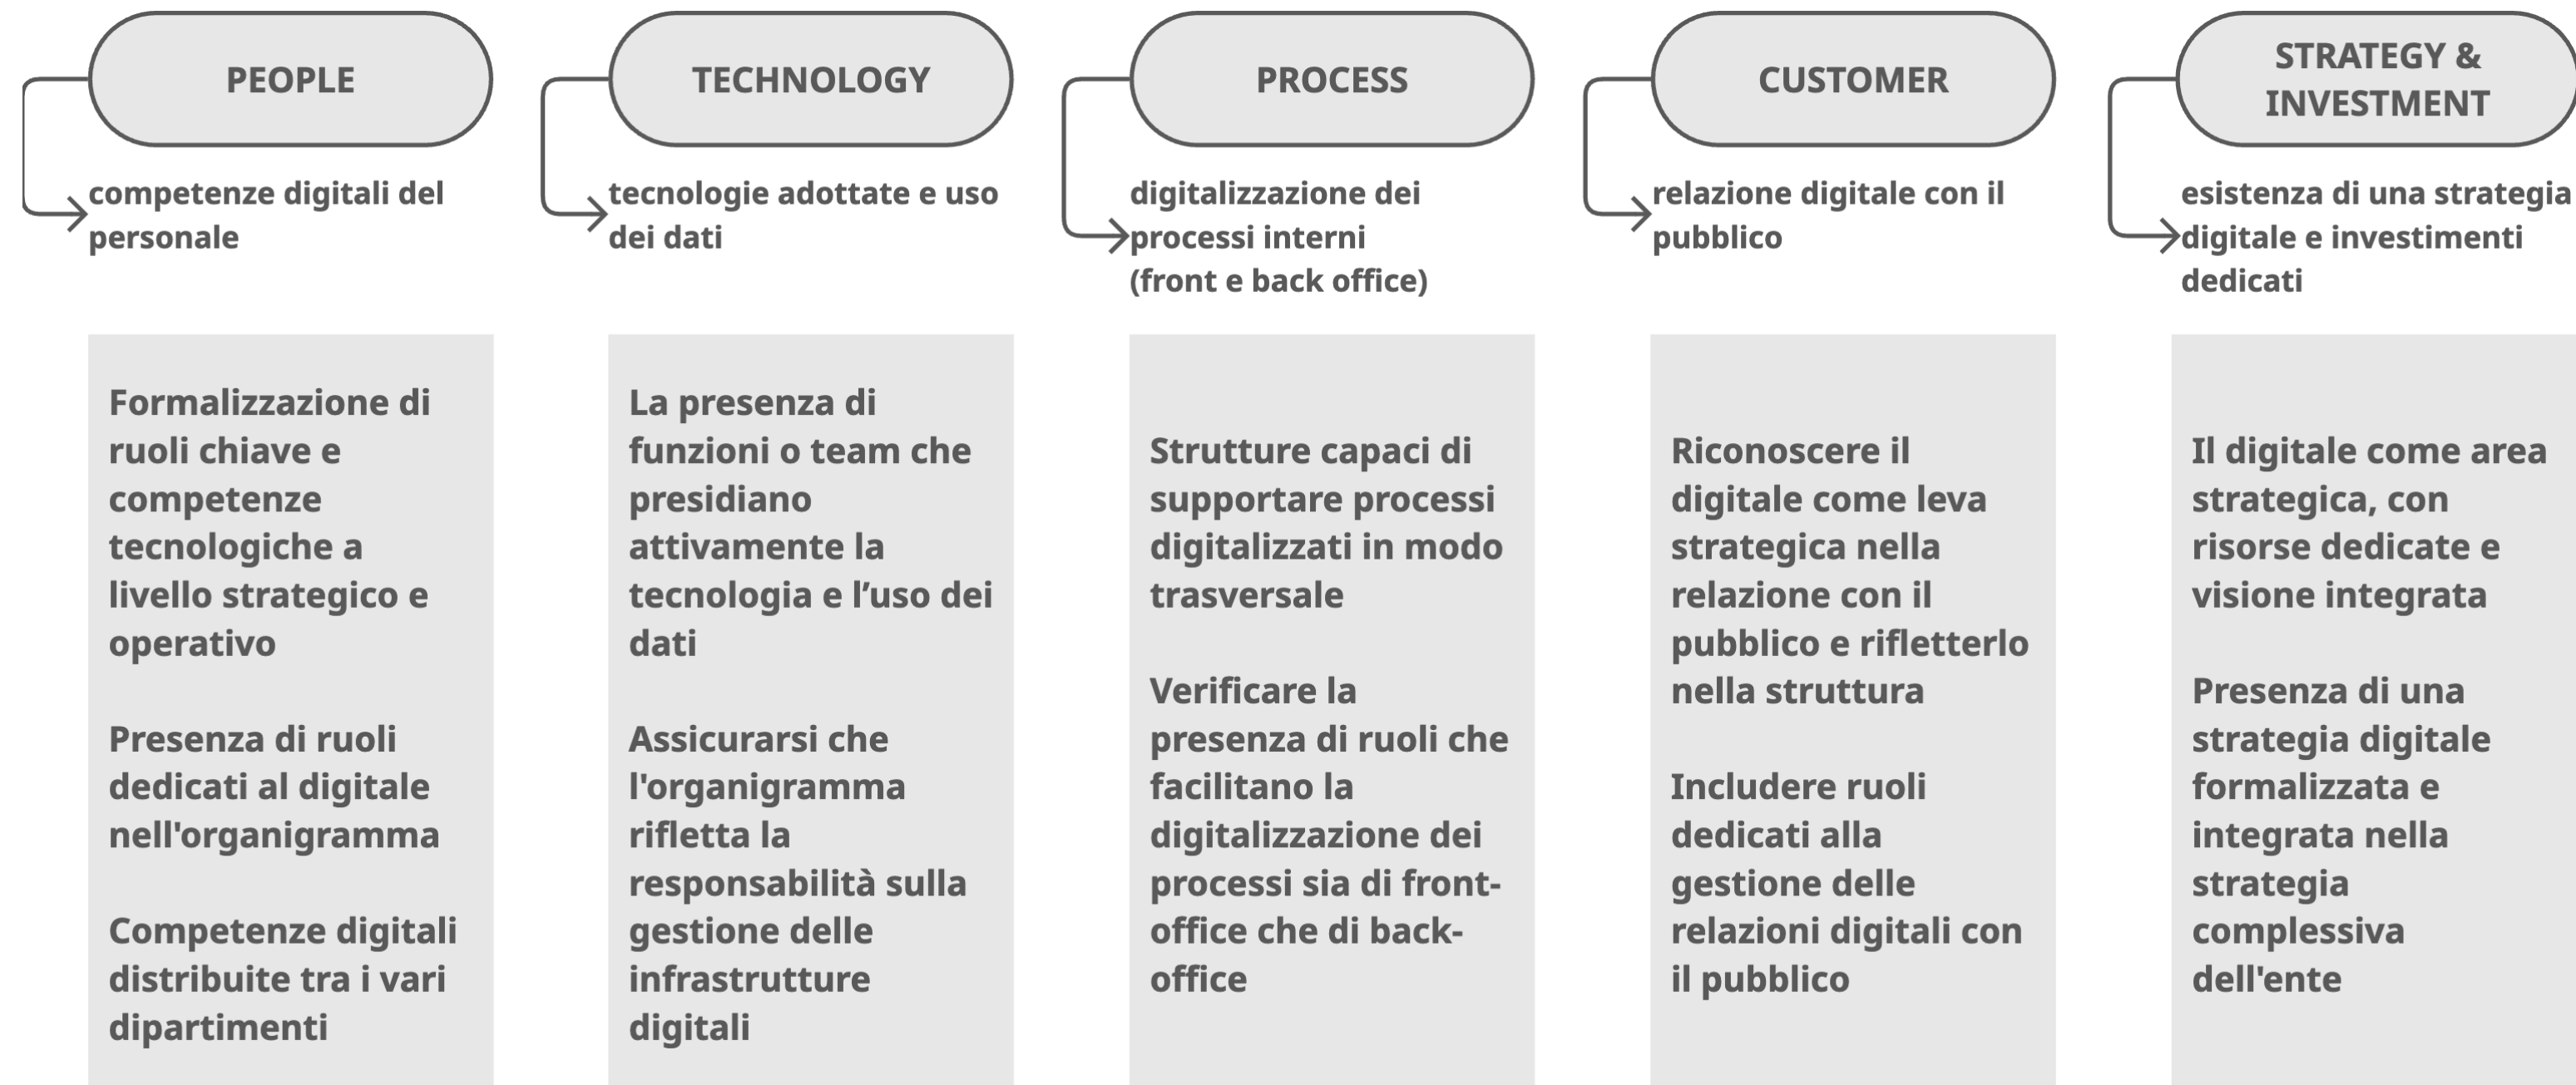 PEOPLE
competenze digitali del
personale
Formalizzazione di
ruoli chiave e
competenze
tecnologiche a
livello strategico e
operativo
Presenza di ruoli
dedicati al digitale
nell'organigramma
Competenze digitali
distribuite tra i vari
dipartimenti
TECHNOLOGY
tecnologie adottate e uso
dei dati
La presenza di
funzioni o team che
presidiano
attivamente la
tecnologia e l’uso dei
dati
Assicurarsi che
l'organigramma
rifletta la
responsabilità sulla
gestione delle
infrastrutture
digitali
PROCESS
digitalizzazione dei
processi interni
(front e back office)
Strutture capaci di
supportare processi
digitalizzati in modo
trasversale
Verificare la
presenza di ruoli che
facilitano la
digitalizzazione dei
processi sia di front-
office che di back-
office
CUSTOMER
relazione digitale con il
pubblico
Riconoscere il
digitale come leva
strategica nella
relazione con il
pubblico e rifletterlo
nella struttura
Includere ruoli
dedicati alla
gestione delle
relazioni digitali con
il pubblico
STRATEGY &
INVESTMENT
esistenza di una strategia
digitale e investimenti
dedicati
Il digitale come area
strategica, con
risorse dedicate e
visione integrata
Presenza di una
strategia digitale
formalizzata e
integrata nella
strategia
complessiva
dell'ente